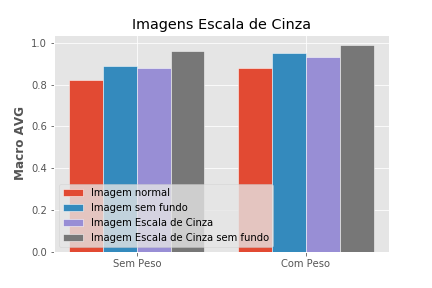 Imagens Escala de Cinza
Macro AVG
1.0
0.8
0.6
0.4
0.2
0.0
Imagem normal
Imagem sem fundo
Imagem Escala de Cinza
Imagem Escala de Cinza sem fundo
Sem Peso
Com Peso